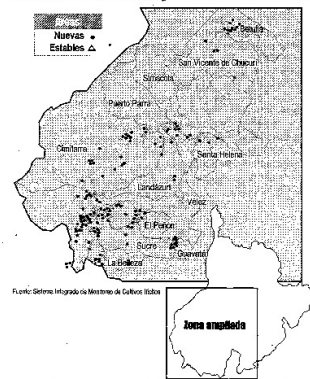 Nuevas
Estables
Betulia
San Vicente de Chucurí
Simacota
Puerto Parra
Cimitarra
Santa Helena
Landázuri
Vélez
El Peñón
Sucre
Guavatá
La Belleza
Fuente: Sistema Integrado de Monitoreo de Cultivos Ilícitos
Zona ampliada